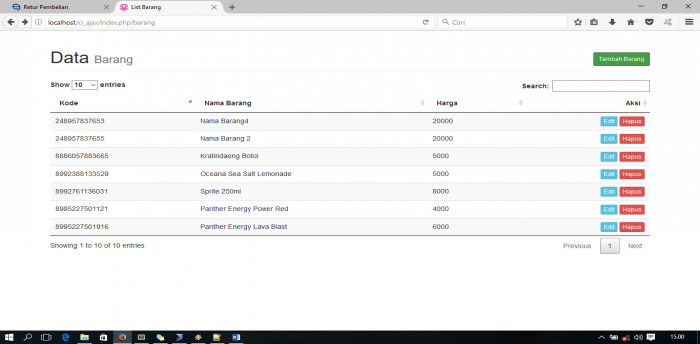 Retur Pembelian
List Barang
localhost/ci_ajax/index.php/barang
Cari
Data Barang
Tambah Barang
Show 10 entries
Search:
Kode Nama Barang Harga Aksi
248957837653 Nama Barang4 20000 Edit Hapus
248957837655 Nama Barang 2 20000 Edit Hapus
8886057883665 Kratindaeng Botol 5000 Edit Hapus
8992388133529 Oceana Sea Salt Lemonade 5000 Edit Hapus
8992761136031 Sprite 250ml 8000 Edit Hapus
8995227501121 Panther Energy Power Red 4000 Edit Hapus
8995227501916 Panther Energy Lava Blast 6000 Edit Hapus
Showing 1 to 10 of 10 entries
Previous 1 Next
15.00